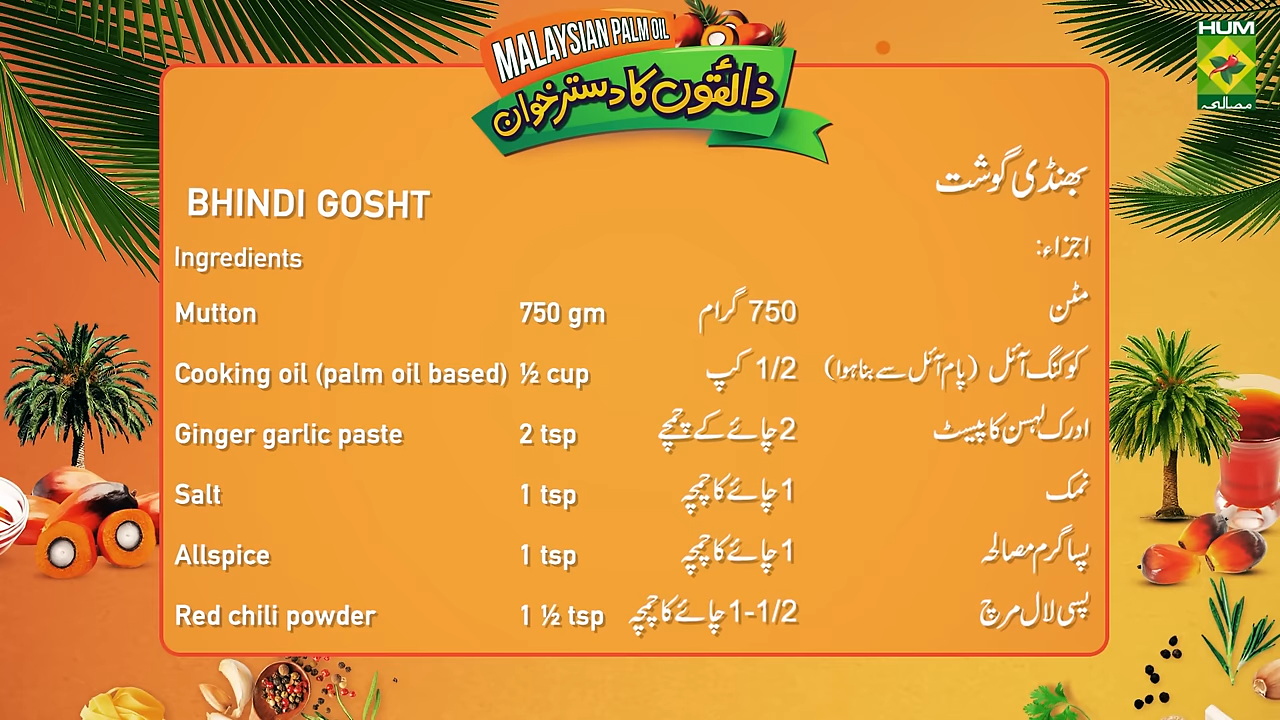 MALAYSIAN PALM OIL
ذائقوں کا دسترخوان
HUM
مصالحہ
BHINDI GOSHT بھنڈی گوشت
Ingredients اجزاء:
Mutton 750 gm 750 گرام مٹن
Cooking oil (palm oil based) ½ cup 1/2 کپ کوکنگ آئل (پام آئل سے بنا ہوا)
Ginger garlic paste 2 tsp 2 چائے کے چمچے ادرک لہسن کا پیسٹ
Salt 1 tsp 1 چائے کا چمچہ نمک
Allspice 1 tsp 1 چائے کا چمچہ پسا گرم مصالحہ
Red chili powder 1 ½ tsp 1-1/2 چائے کا چمچہ پسی لال مرچ